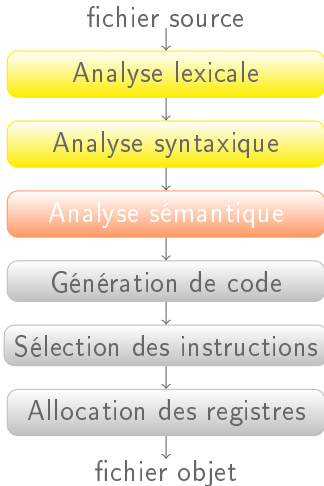 fichier source
Analyse lexicale
Analyse syntaxique
Analyse sémantique
Génération de code
Sélection des instructions
Allocation des registres
fichier objet